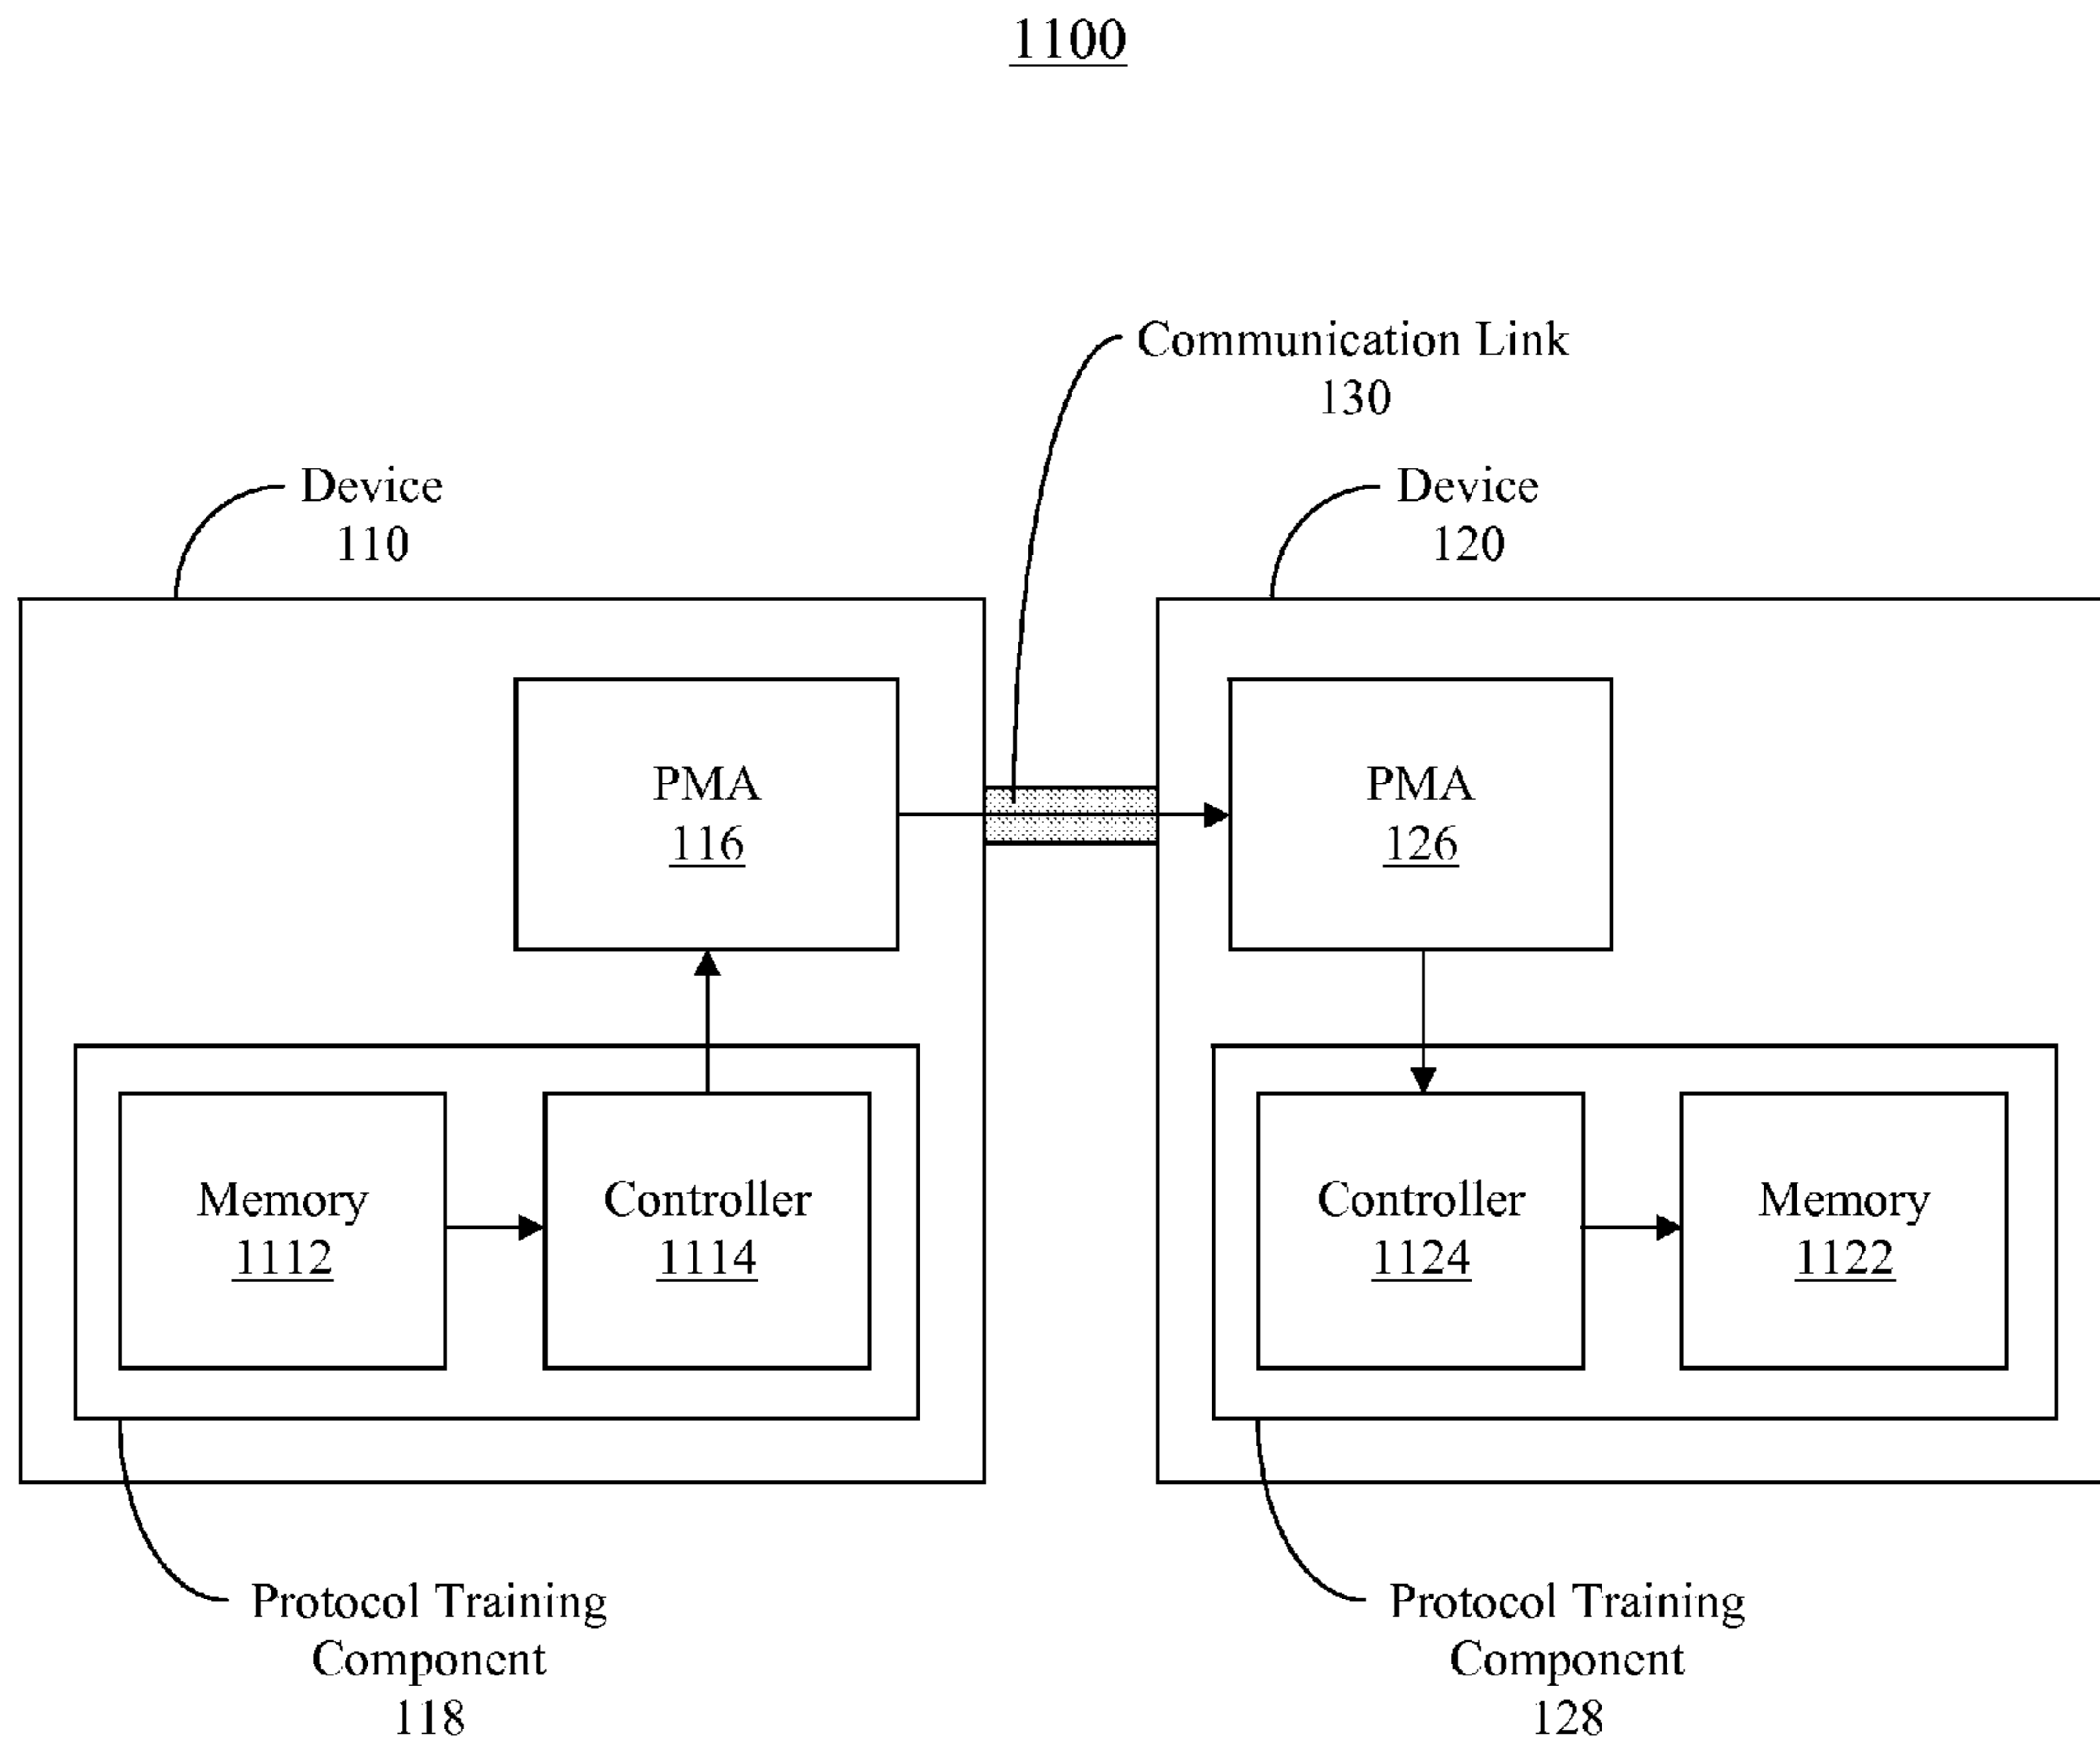 1100
Communication Link
130
Device
110
Device
120
PMA
116
PMA
126
Memory
1112
Controller
1114
Controller
1124
Memory
1122
Protocol Training
Component
118
Protocol Training
Component
128